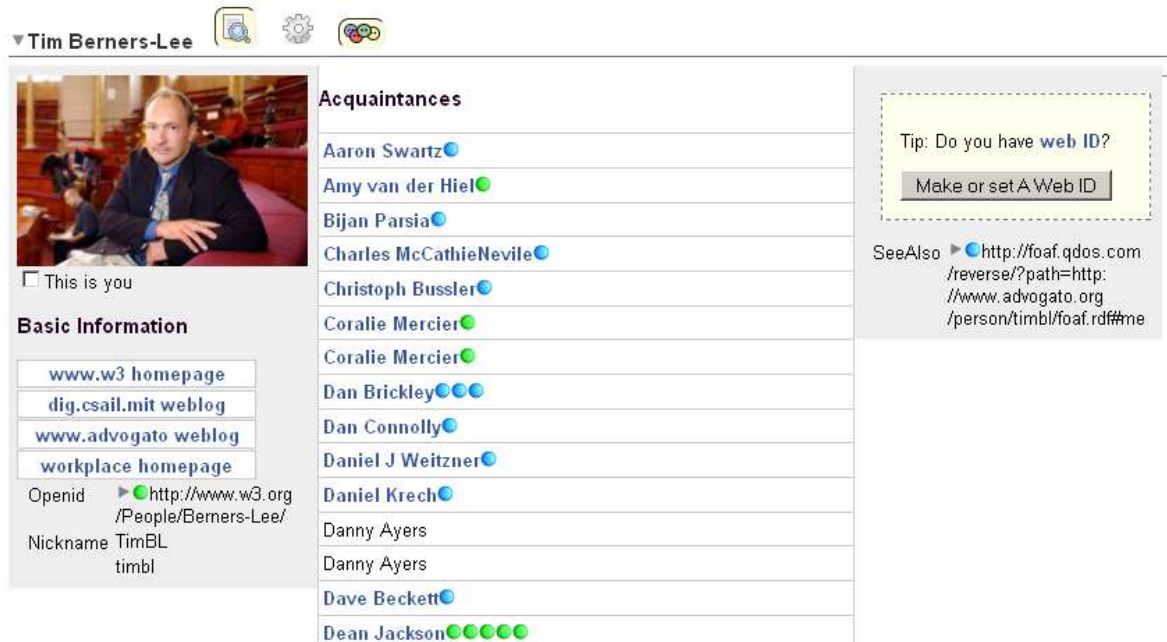 Tim Berners-Lee
This is you
Basic Information
www.w3 homepage
dig.csail.mit weblog
www.advogato weblog
workplace homepage
Openid http://www.w3.org
/People/Berners-Lee/
Nickname TimBL
timbl
Acquaintances
Aaron Swartz
Amy van der Hiel
Bijan Parsia
Charles McCathieNevile
Christoph Bussler
Coralie Mercier
Coralie Mercier
Dan Brickley
Dan Connolly
Daniel J Weitzner
Daniel Krech
Danny Ayers
Danny Ayers
Dave Beckett
Dean Jackson
Tip: Do you have web ID?
Make or set A Web ID
SeeAlso http://foaf.qdos.com
/reverse/?path=http:
//www.advogato.org
/person/timbl/foaf.rdf##me